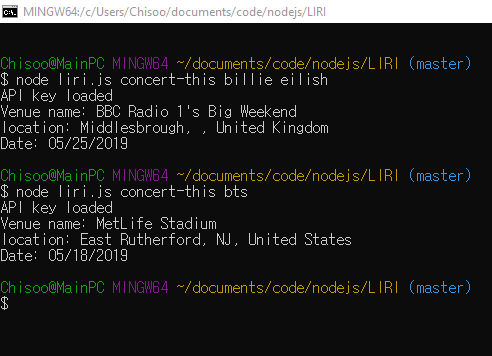 MINGW64:/c/Users/Chisoo/documents/code/nodejs/LIRI
Chisoo@MainPC MINGW64 ~/documents/code/nodejs/LIRI (master)
$ node liri.js concert-this billie eilish
API key loaded
Venue name: BBC Radio 1's Big Weekend
location: Middlesbrough, , United Kingdom
Date: 05/25/2019
Chisoo@MainPC MINGW64 ~/documents/code/nodejs/LIRI (master)
$ node liri.js concert-this bts
API key loaded
Venue name: MetLife Stadium
location: East Rutherford, NJ, United States
Date: 05/18/2019
Chisoo@MainPC MINGW64 ~/documents/code/nodejs/LIRI (master)
$